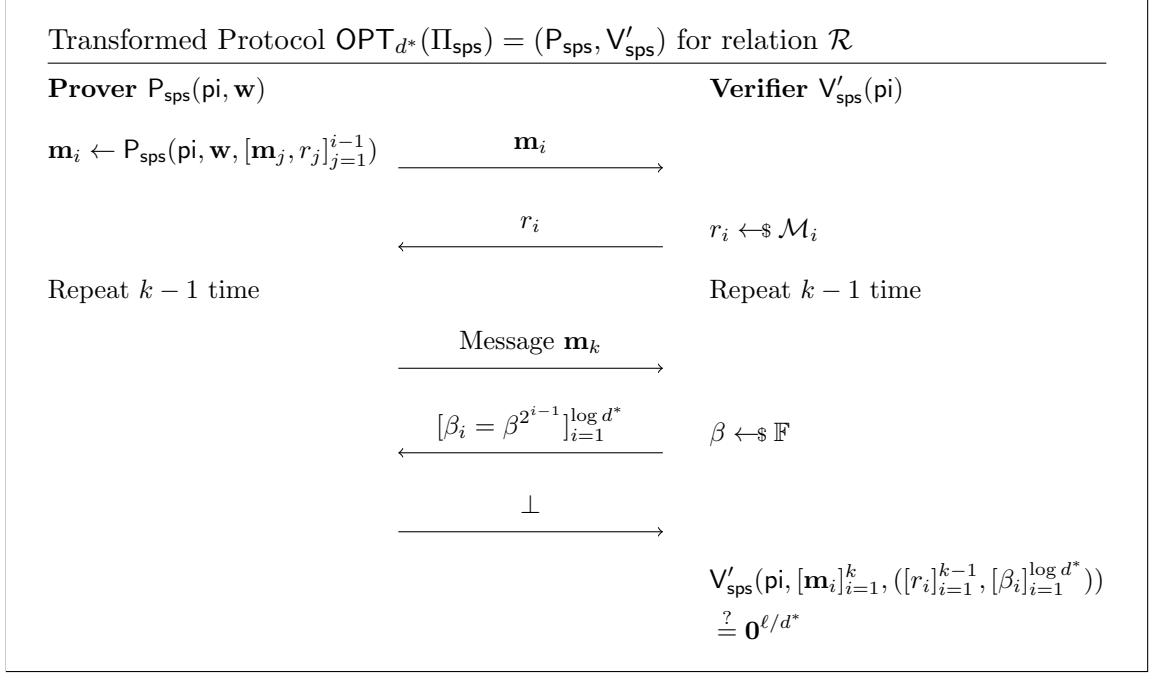 Transformed Protocol OPT_{d*}(Π_sps) = (P_sps, V′_sps) for relation ℛ
Prover P_sps(pi, w) Verifier V′_sps(pi)
m_i ← P_sps(pi, w, [m_j, r_j]_{j=1}^{i−1}) m_i
r_i r_i ←$ ℳ_i
Repeat k − 1 time Repeat k − 1 time
Message m_k
[β_i = β^{2^{i−1}}]_{i=1}^{log d*} β ←$ 𝔽
⊥
V′_sps(pi, [m_i]_{i=1}^{k}, ([r_i]_{i=1}^{k−1}, [β_i]_{i=1}^{log d*}))
≟ 0^{ℓ/d*}